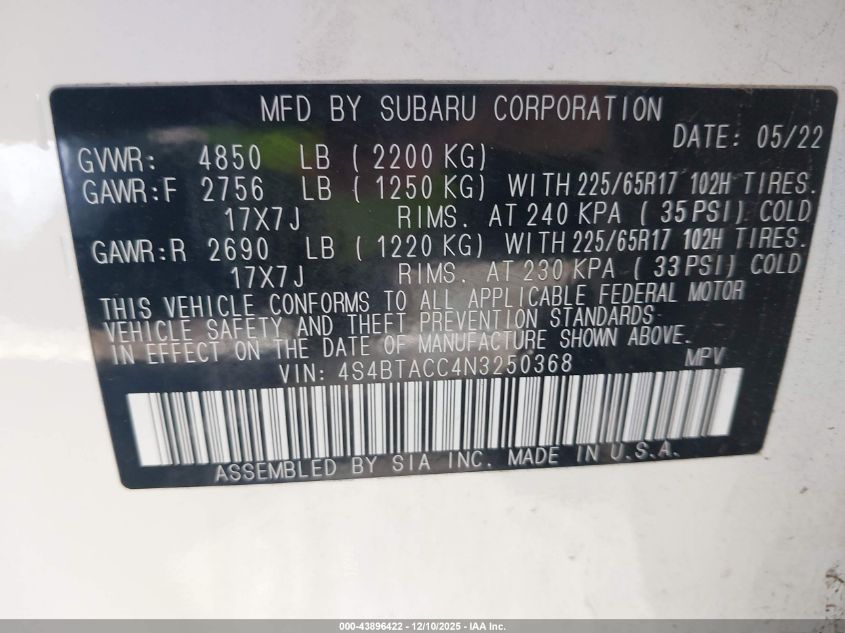 MFD BY SUBARU CORPORATION
DATE: 05/22
GVWR: 4850 LB ( 2200 KG)
GAWR:F 2756 LB ( 1250 KG) WITH 225/65R17 102H TIRES.
17X7J RIMS. AT 240 KPA ( 35 PSI) COLD
GAWR:R 2690 LB ( 1220 KG) WITH 225/65R17 102H TIRES.
17X7J RIMS. AT 230 KPA ( 33 PSI) COLD
THIS VEHICLE CONFORMS TO ALL APPLICABLE FEDERAL MOTOR
VEHICLE SAFETY AND THEFT PREVENTION STANDARDS
IN EFFECT ON THE DATE OF MANUFACTURE SHOWN ABOVE.
VIN: 4S4BTACC4N3250368 MPV
ASSEMBLED BY SIA INC. MADE IN U.S.A.
000-43896422 - 12/10/2025 - IAA Inc.